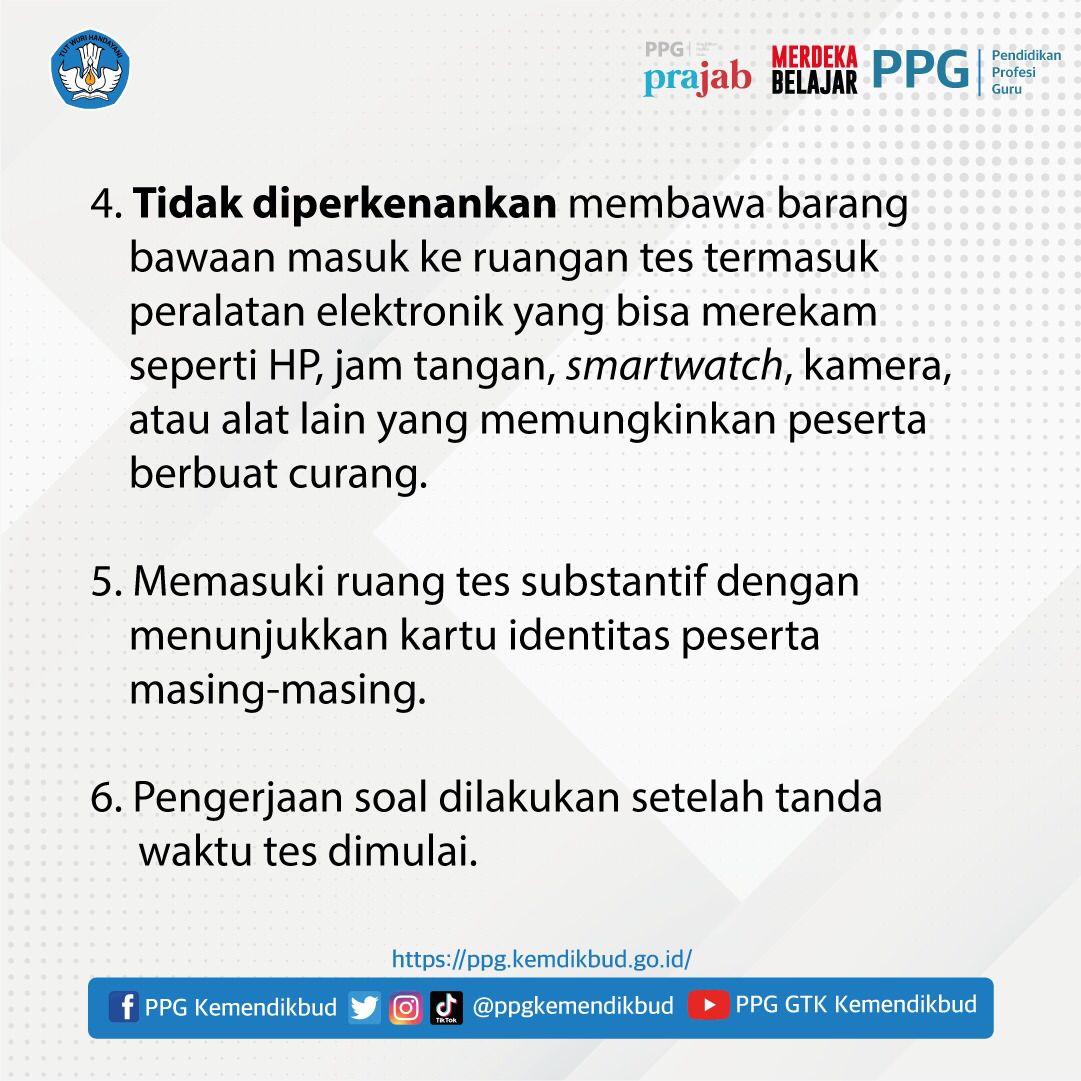 TUT WURI HANDAYANI
PPG
prajab
MERDEKA
BELAJAR
PPG
Pendidikan
Profesi
Guru
4. Tidak diperkenankan membawa barang
bawaan masuk ke ruangan tes termasuk
peralatan elektronik yang bisa merekam
seperti HP, jam tangan, smartwatch, kamera,
atau alat lain yang memungkinkan peserta
berbuat curang.
5. Memasuki ruang tes substantif dengan
menunjukkan kartu identitas peserta
masing-masing.
6. Pengerjaan soal dilakukan setelah tanda
waktu tes dimulai.
https://ppg.kemdikbud.go.id/
PPG Kemendikbud TikTok @ppgkemendikbud PPG GTK Kemendikbud